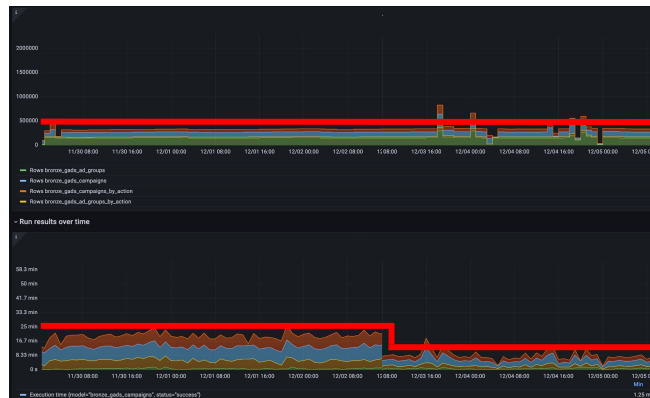 2000000
1500000
1000000
500000
0
11/30 08:00 11/30 16:00 12/01 00:00 12/01 08:00 12/01 16:00 12/02 00:00 12/02 08:00 12/02 16:00 12/03 16:00 12/04 00:00 12/04 08:00 12/04 16:00 12/05 00:00
Rows bronze_gads_ad_groups
Rows bronze_gads_campaigns
Rows bronze_gads_campaigns_by_action
Rows bronze_gads_ad_groups_by_action
Run results over time
58.3 min
50 min
41.7 min
33.3 min
25 min
16.7 min
8.33 min
0 s
11/30 08:00 11/30 16:00 12/01 00:00 12/01 08:00 12/01 16:00 12/02 00:00 12/02 08:00 12/02 16:00 12/03 16:00 12/04 00:00 12/04 08:00 12/04 16:00 12/05 00:00
Min
Execution time {model="bronze_gads_campaigns", status="success"} 1.25 m